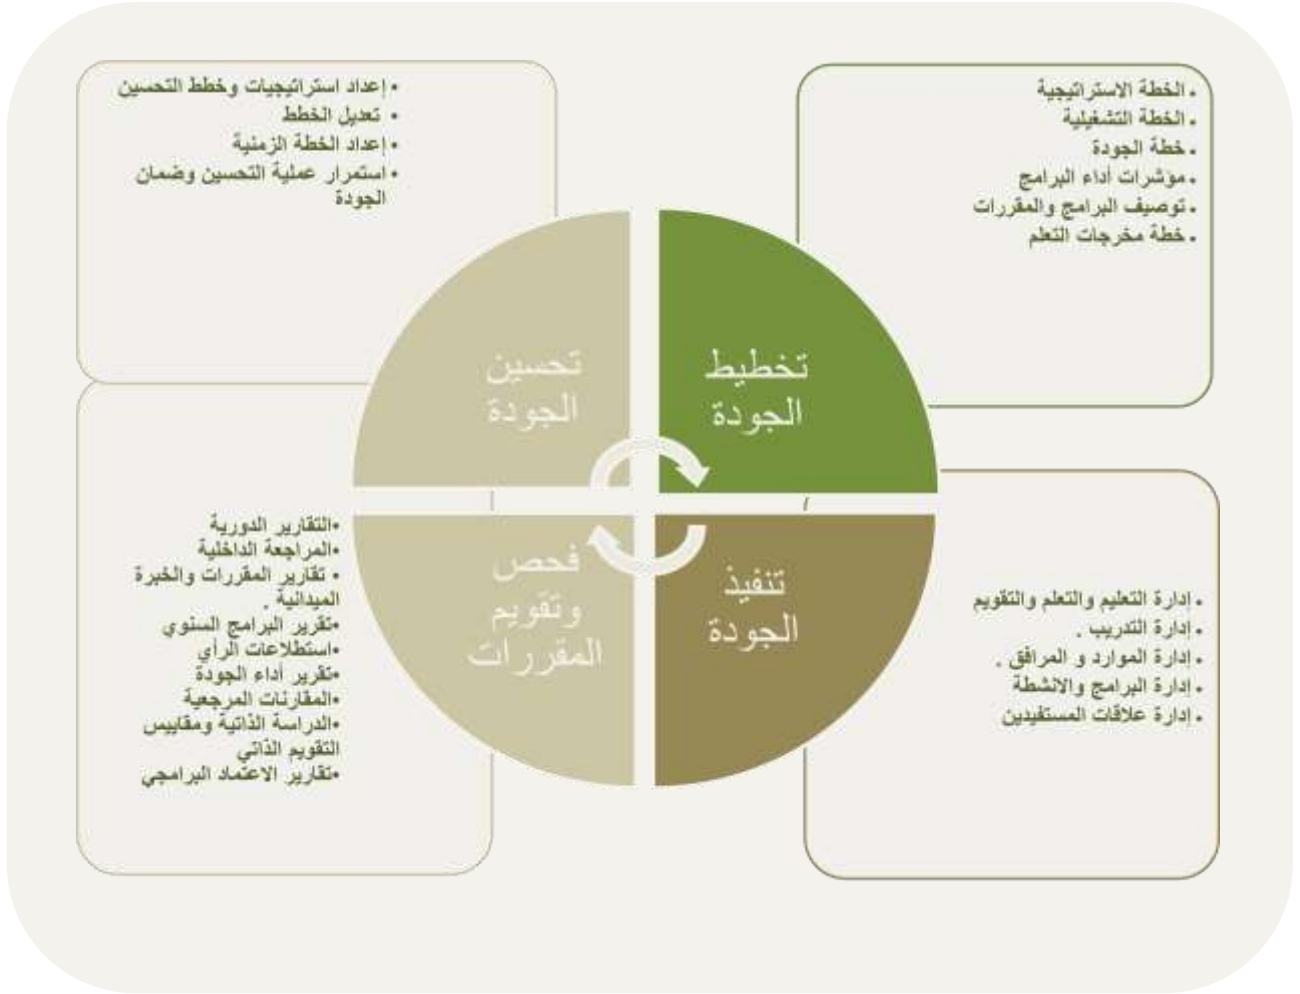 • الخطة الاستراتيجية
• الخطة التشغيلية
• خطة الجودة
• مؤشرات أداء البرامج
• توصيف البرامج والمقررات
• خطة مخرجات التعلم
• إعداد استراتيجيات وخطط التحسين
• تعديل الخطط
• إعداد الخطة الزمنية
• استمرار عملية التحسين وضمان
الجودة
تخطيط
الجودة
تحسين
الجودة
تنفيذ
الجودة
فحص
وتقويم
المقررات
• إدارة التعليم والتعلم والتقويم
• إدارة التدريب .
• إدارة الموارد و المرافق .
• إدارة البرامج والانشطة
• إدارة علاقات المستفيدين
•التقارير الدورية
•المراجعة الداخلية
• تقارير المقررات والخبرة
الميدانية .
•تقرير البرامج السنوي
•استطلاعات الرأي
•تقرير أداء الجودة
•المقارنات المرجعية
•الدراسة الذاتية ومقاييس
التقويم الذاتي
•تقارير الاعتماد البرامجي